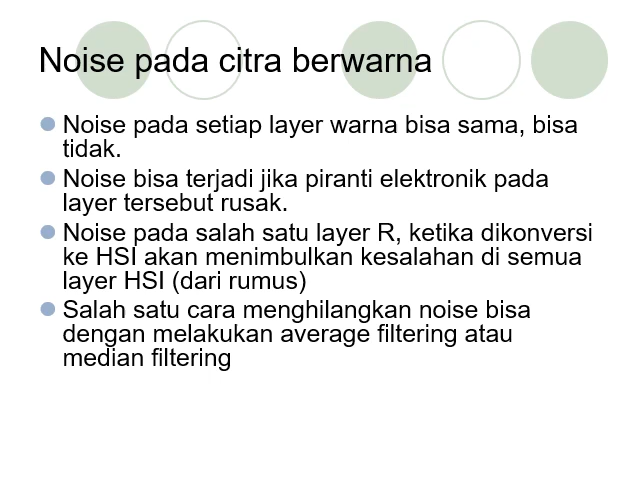 Noise pada citra berwarna
Noise pada setiap layer warna bisa sama, bisa
tidak.
Noise bisa terjadi jika piranti elektronik pada
layer tersebut rusak.
Noise pada salah satu layer R, ketika dikonversi
ke HSI akan menimbulkan kesalahan di semua
layer HSI (dari rumus)
Salah satu cara menghilangkan noise bisa
dengan melakukan average filtering atau
median filtering